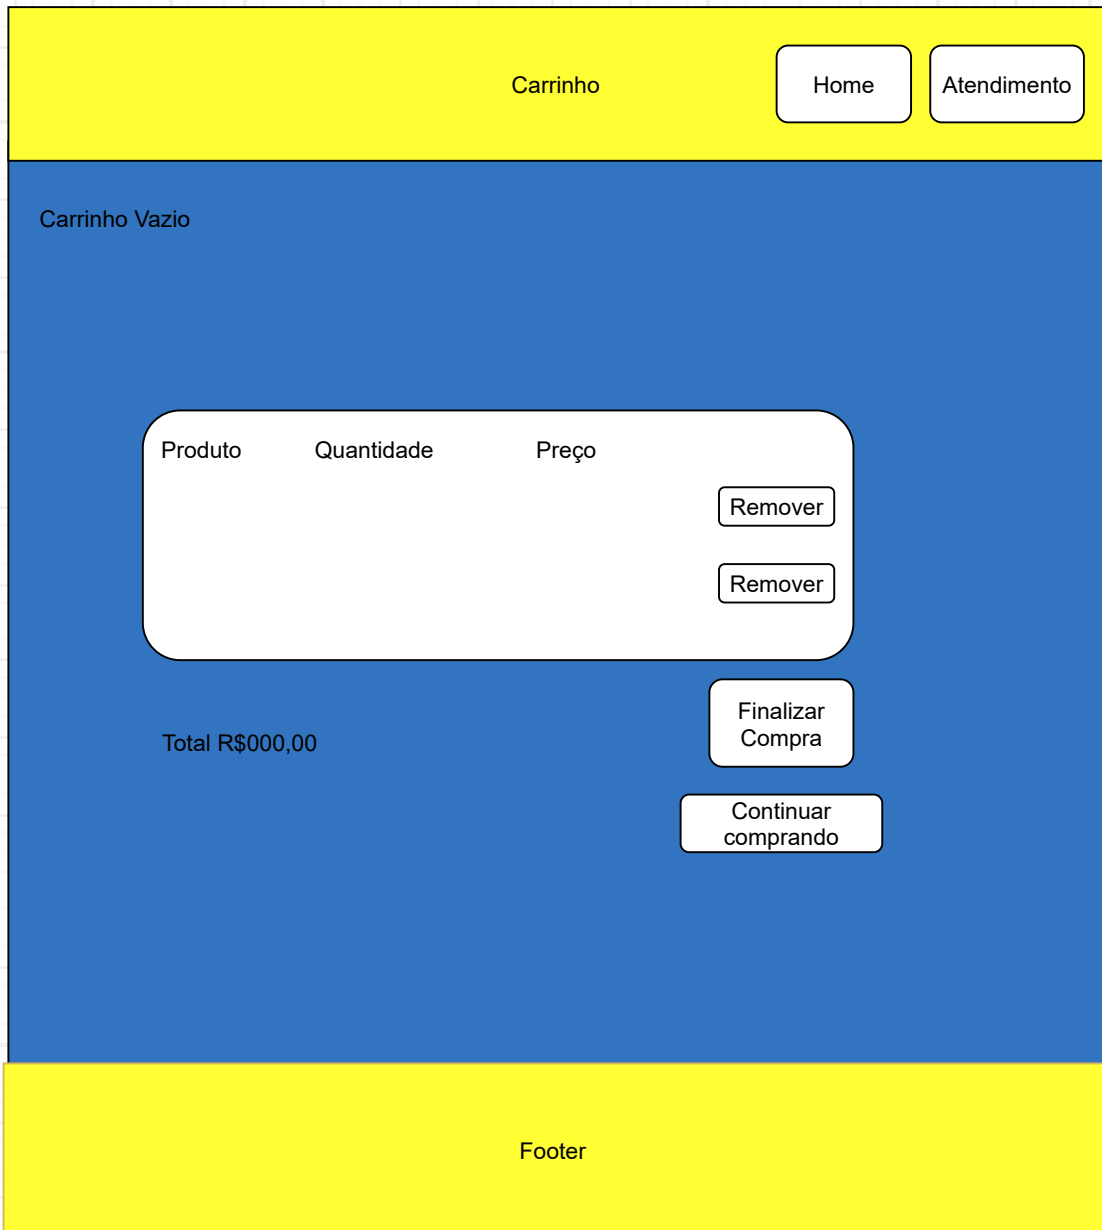 Carrinho
Home
Atendimento
Carrinho Vazio
Produto
Quantidade
Preço
Remover
Remover
Finalizar
Compra
Total R$000,00
Continuar
comprando
Footer